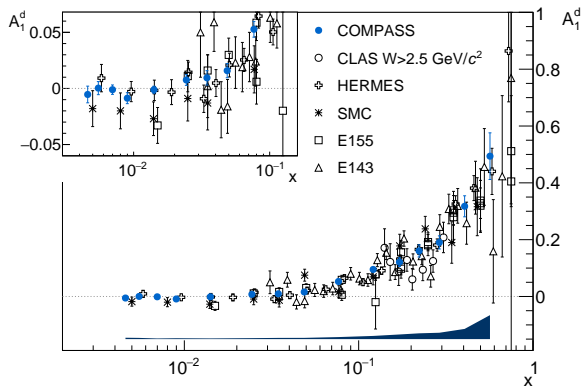 A₁ᵈ
0.05
0
−0.05
10⁻² 10⁻¹ x
COMPASS
CLAS W>2.5 GeV/c²
HERMES
SMC
E155
E143
A₁ᵈ
1
0.8
0.6
0.4
0.2
0
10⁻² 10⁻¹ 1
x